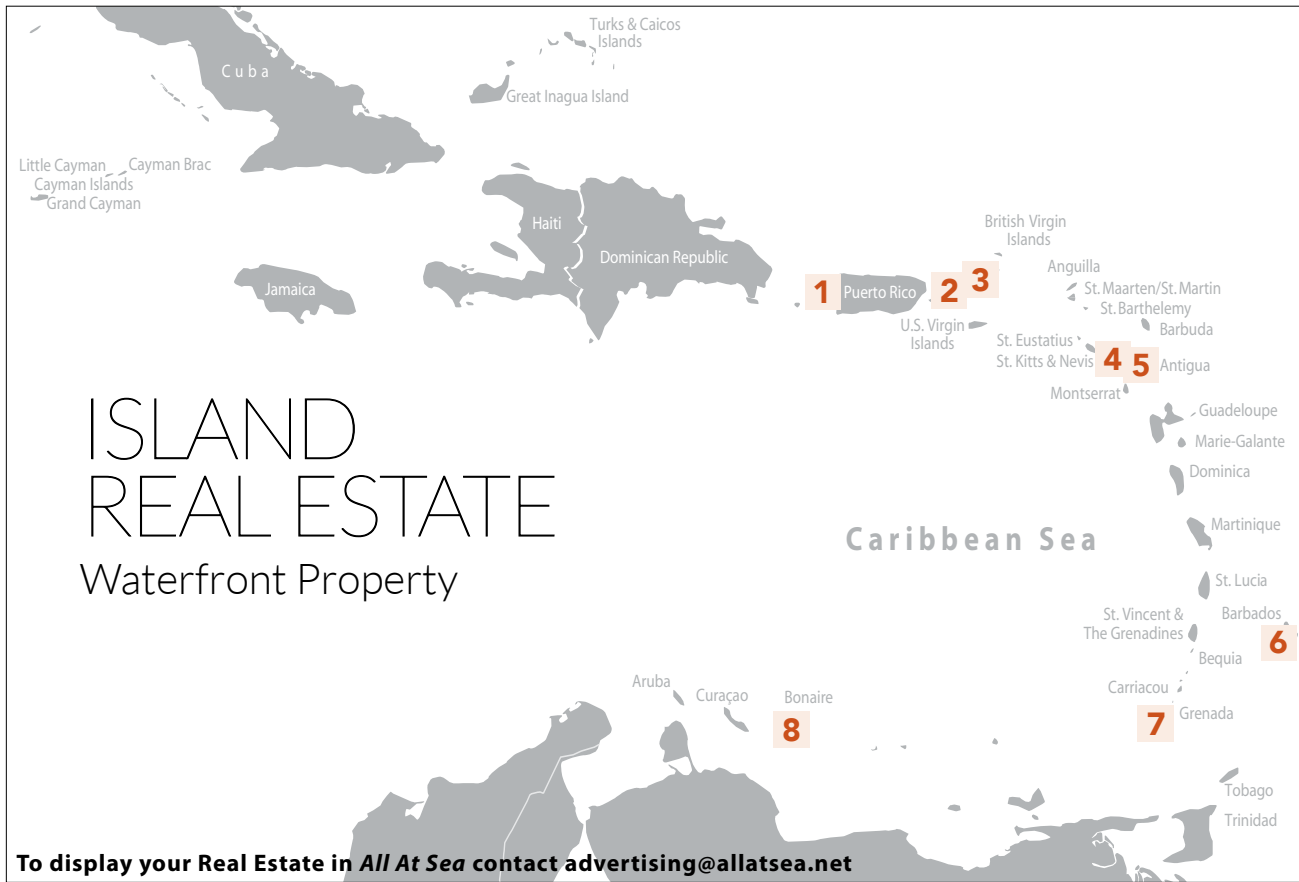 Turks & Caicos
Islands
Cuba
Great Inagua Island
Little Cayman
Cayman Brac
Cayman Islands
Grand Cayman
Haiti
Dominican Republic
Jamaica
British Virgin
Islands
Anguilla
1
Puerto Rico
2
3
St. Maarten/St. Martin
St. Barthelemy
Barbuda
U.S. Virgin
Islands
St. Eustatius
St. Kitts & Nevis
4
5
Antigua
Montserrat
Guadeloupe
Marie-Galante
Dominica
ISLAND
REAL ESTATE
Waterfront Property
Caribbean Sea
Martinique
St. Lucia
St. Vincent &
The Grenadines
Barbados
6
Bequia
Carriacou
7
Grenada
Aruba
Curaçao
Bonaire
8
Tobago
Trinidad
To display your Real Estate in All At Sea contact advertising@allatsea.net